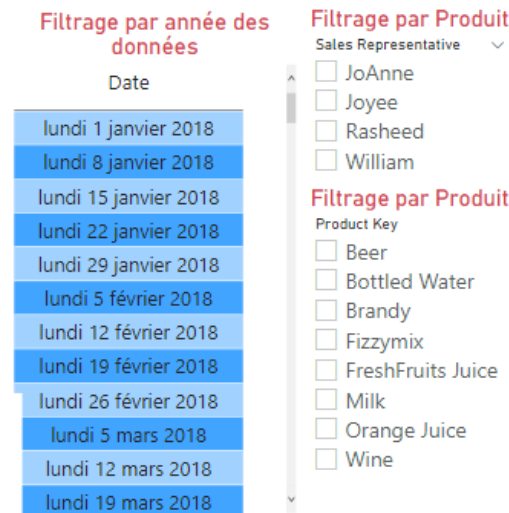 Filtrage par année des
données
Date
lundi 1 janvier 2018
lundi 8 janvier 2018
lundi 15 janvier 2018
lundi 22 janvier 2018
lundi 29 janvier 2018
lundi 5 février 2018
lundi 12 février 2018
lundi 19 février 2018
lundi 26 février 2018
lundi 5 mars 2018
lundi 12 mars 2018
lundi 19 mars 2018
Filtrage par Produit
Sales Representative
JoAnne
Joyee
Rasheed
William
Filtrage par Produit
Product Key
Beer
Bottled Water
Brandy
Fizzymix
FreshFruits Juice
Milk
Orange Juice
Wine